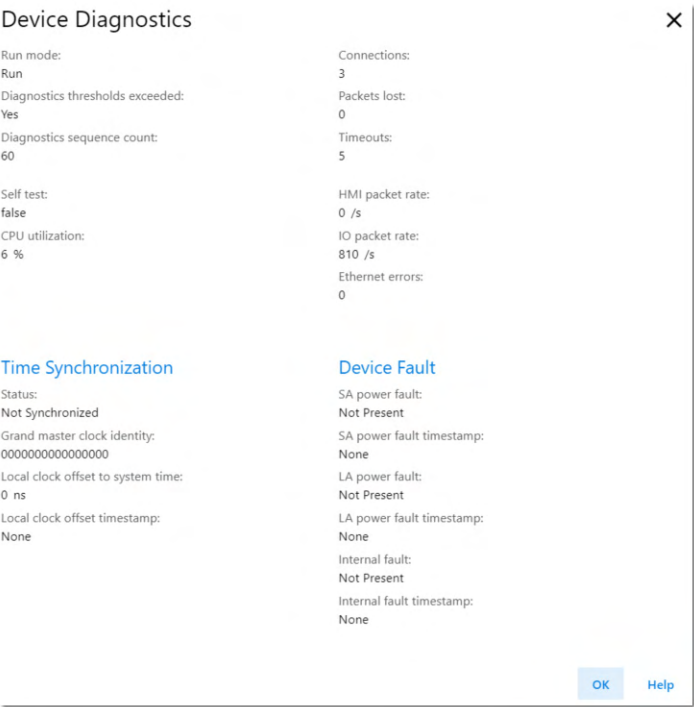 Device Diagnostics
Run mode:
Run
Diagnostics thresholds exceeded:
Yes
Diagnostics sequence count:
60
Self test:
false
CPU utilization:
6 %
Connections:
3
Packets lost:
0
Timeouts:
5
HMI packet rate:
0 /s
IO packet rate:
810 /s
Ethernet errors:
0
Time Synchronization
Status:
Not Synchronized
Grand master clock identity:
0000000000000000
Local clock offset to system time:
0 ns
Local clock offset timestamp:
None
Device Fault
SA power fault:
Not Present
SA power fault timestamp:
None
LA power fault:
Not Present
LA power fault timestamp:
None
Internal fault:
Not Present
Internal fault timestamp:
None
OK
Help